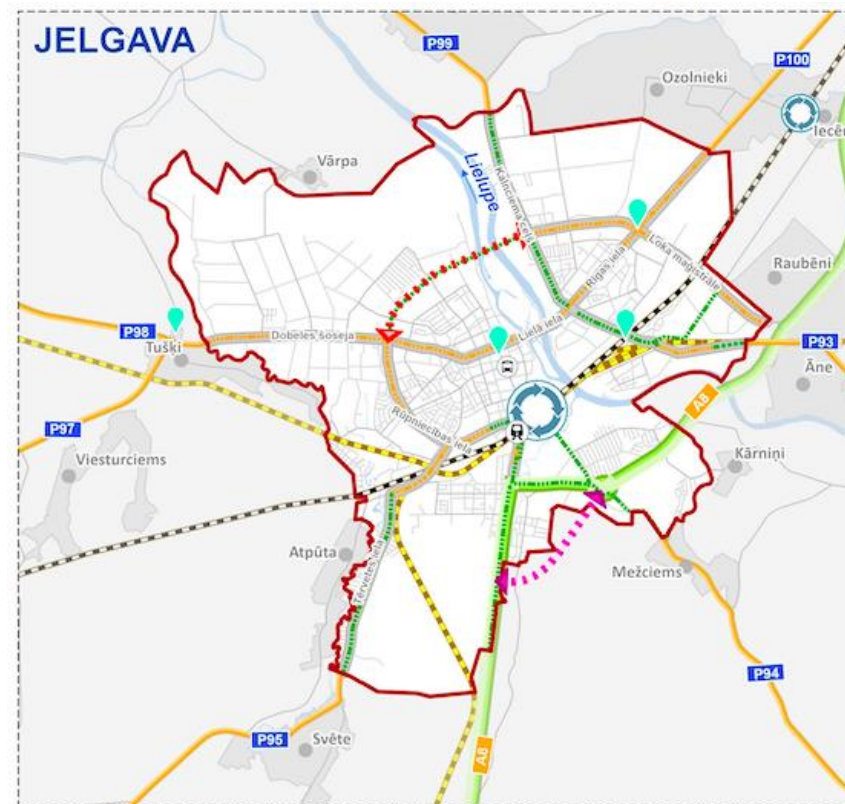 JELGAVA
P99
P100
Ozolnieki
Vārpa
Lielupe
Kalnciema ceļš
Rīgas iela
Loka maģistrāle
Raubēni
P98
Tušķi
Dobeles šoseja
Lielā iela
P93
Āne
A8
P97
Viesturciems
Rūpniecības iela
Kārniņi
Atpūta
Tērvetes iela
Mežciems
P94
P95
Svēte
A8